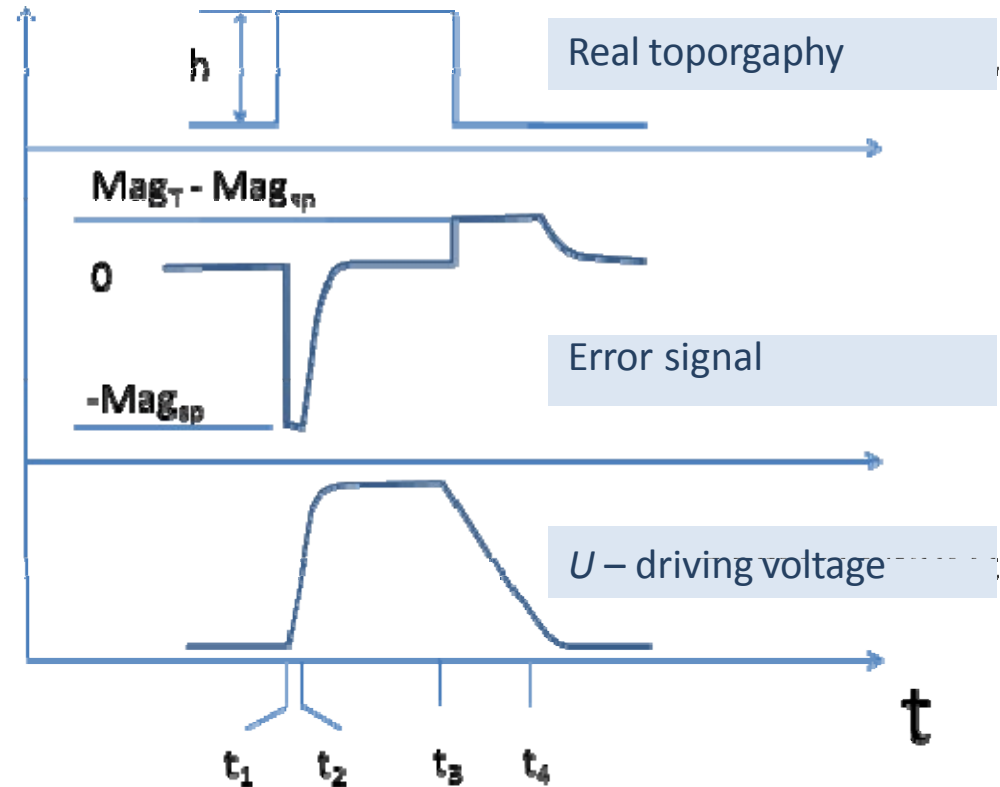 h
Real toporgaphy
Mag_T - Mag_sp
0
Error signal
-Mag_sp
U – driving voltage
t
t₁ t₂ t₃ t₄